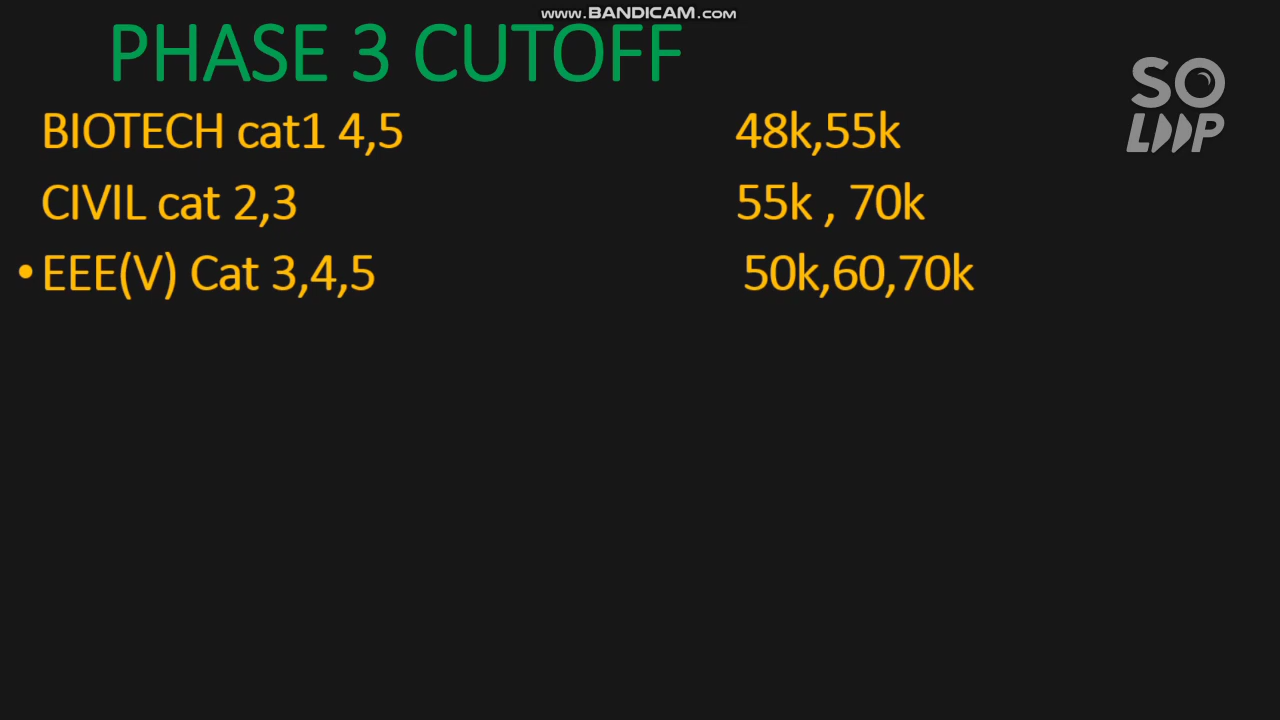 www.BANDICAM.com
PHASE 3 CUTOFF
SO
LOOP
BIOTECH cat1 4,5 48k,55k
CIVIL cat 2,3 55k , 70k
• EEE(V) Cat 3,4,5 50k,60,70k